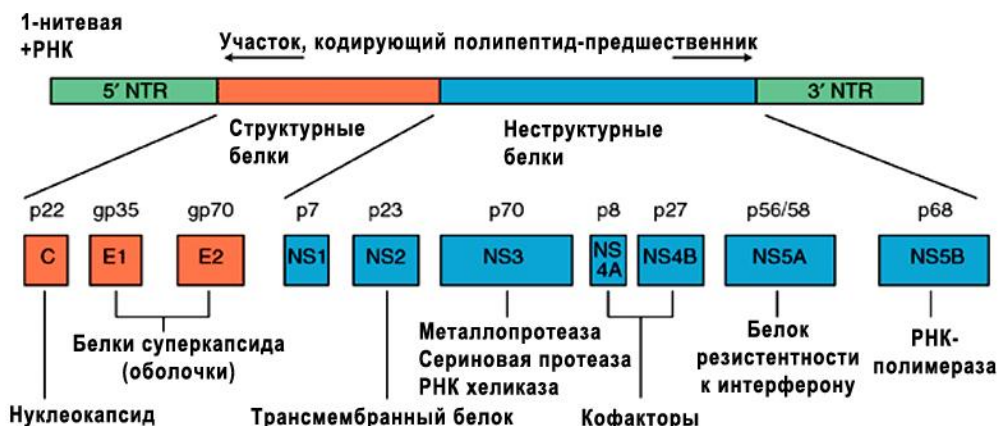 1-нитевая
+РНК
Участок, кодирующий полипептид-предшественник
5′ NTR
3′ NTR
Структурные
белки
Неструктурные
белки
p22 gp35 gp70 p7 p23 p70 p8 p27 p56/58 p68
C E1 E2 NS1 NS2 NS3 NS
4A NS4B NS5A NS5B
Белки суперкапсида
(оболочки)
Металлопротеаза
Сериновая протеаза
РНК хеликаза
Белок
резистентности
к интерферону
РНК-
полимераза
Нуклеокапсид
Трансмембранный белок
Кофакторы